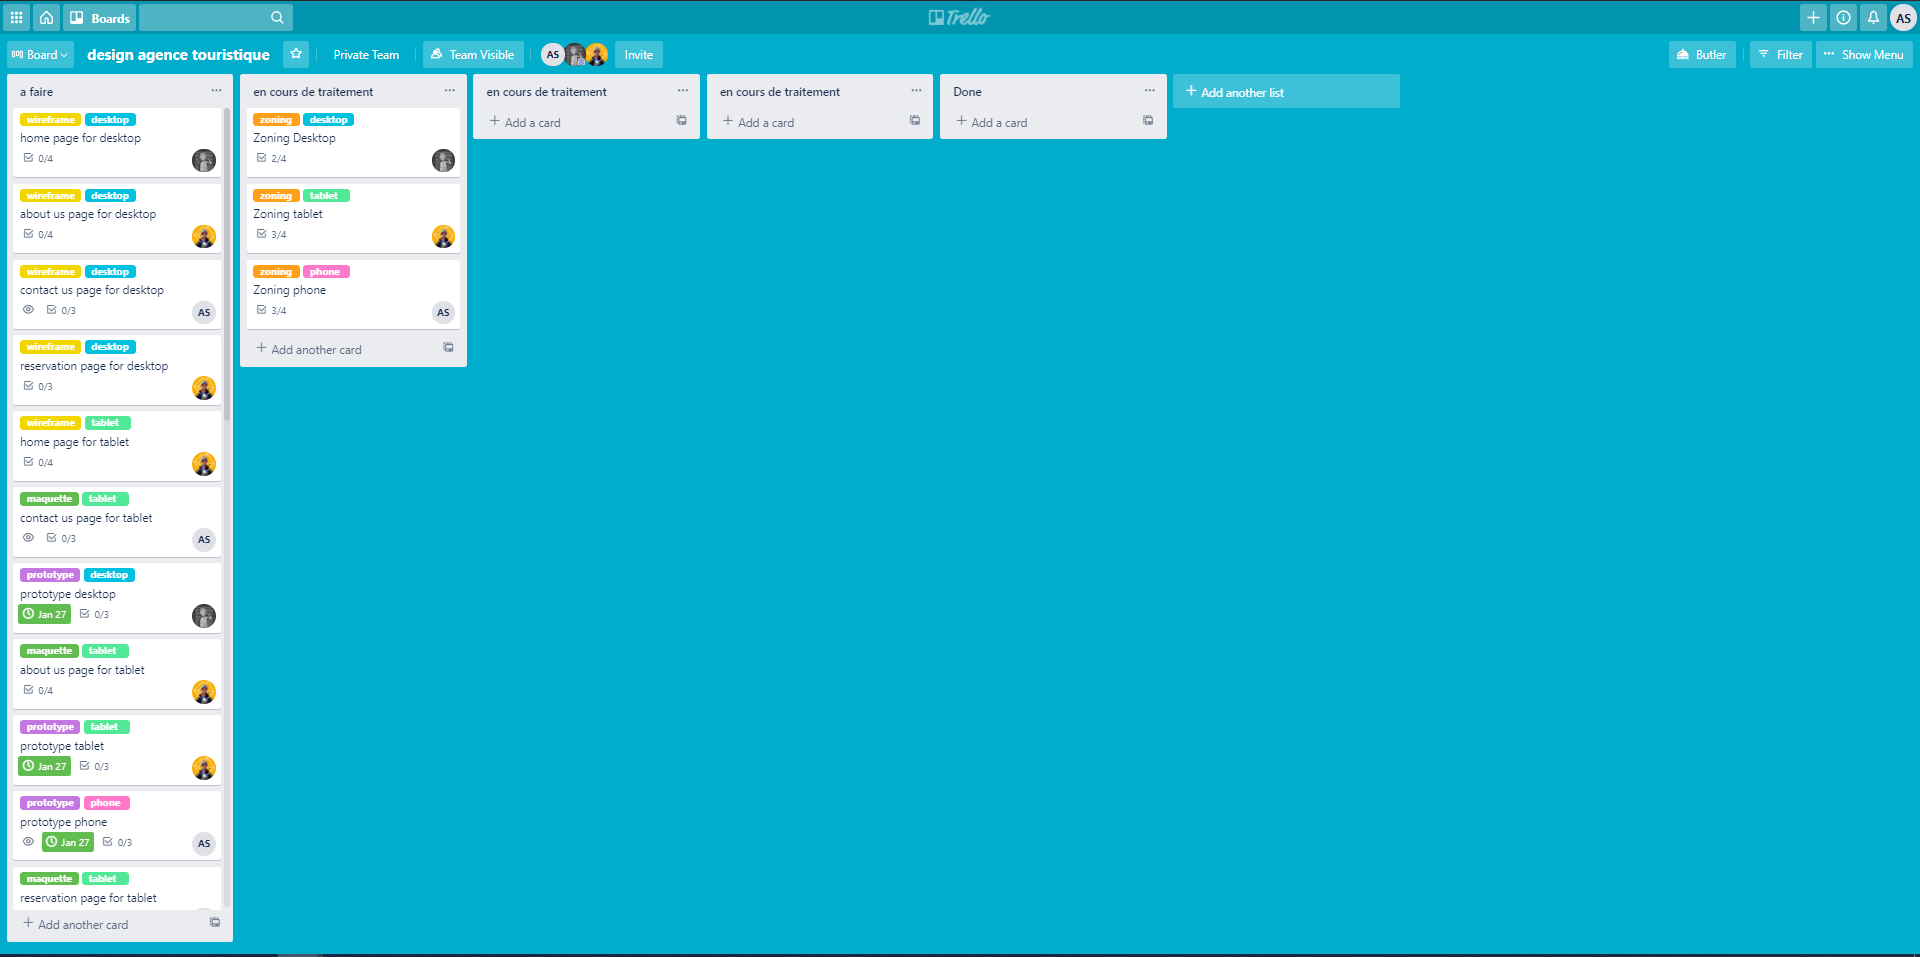 Boards
Trello
AS
Board
design agence touristique
Private Team
Team Visible
AS
Invite
Butler
Filter
Show Menu
a faire
wireframe desktop
home page for desktop
0/4
wireframe desktop
about us page for desktop
0/4
wireframe desktop
contact us page for desktop
0/3
AS
wireframe desktop
reservation page for desktop
0/3
wireframe tablet
home page for tablet
0/4
maquette tablet
contact us page for tablet
0/3
AS
prototype desktop
prototype desktop
Jan 27 0/3
maquette tablet
about us page for tablet
0/4
prototype tablet
prototype tablet
Jan 27 0/3
prototype phone
prototype phone
Jan 27 0/3
AS
maquette tablet
reservation page for tablet
Add another card
en cours de traitement
zoning desktop
Zoning Desktop
2/4
zoning tablet
Zoning tablet
3/4
zoning phone
Zoning phone
3/4
AS
Add another card
en cours de traitement
Add a card
en cours de traitement
Add a card
Done
Add a card
Add another list